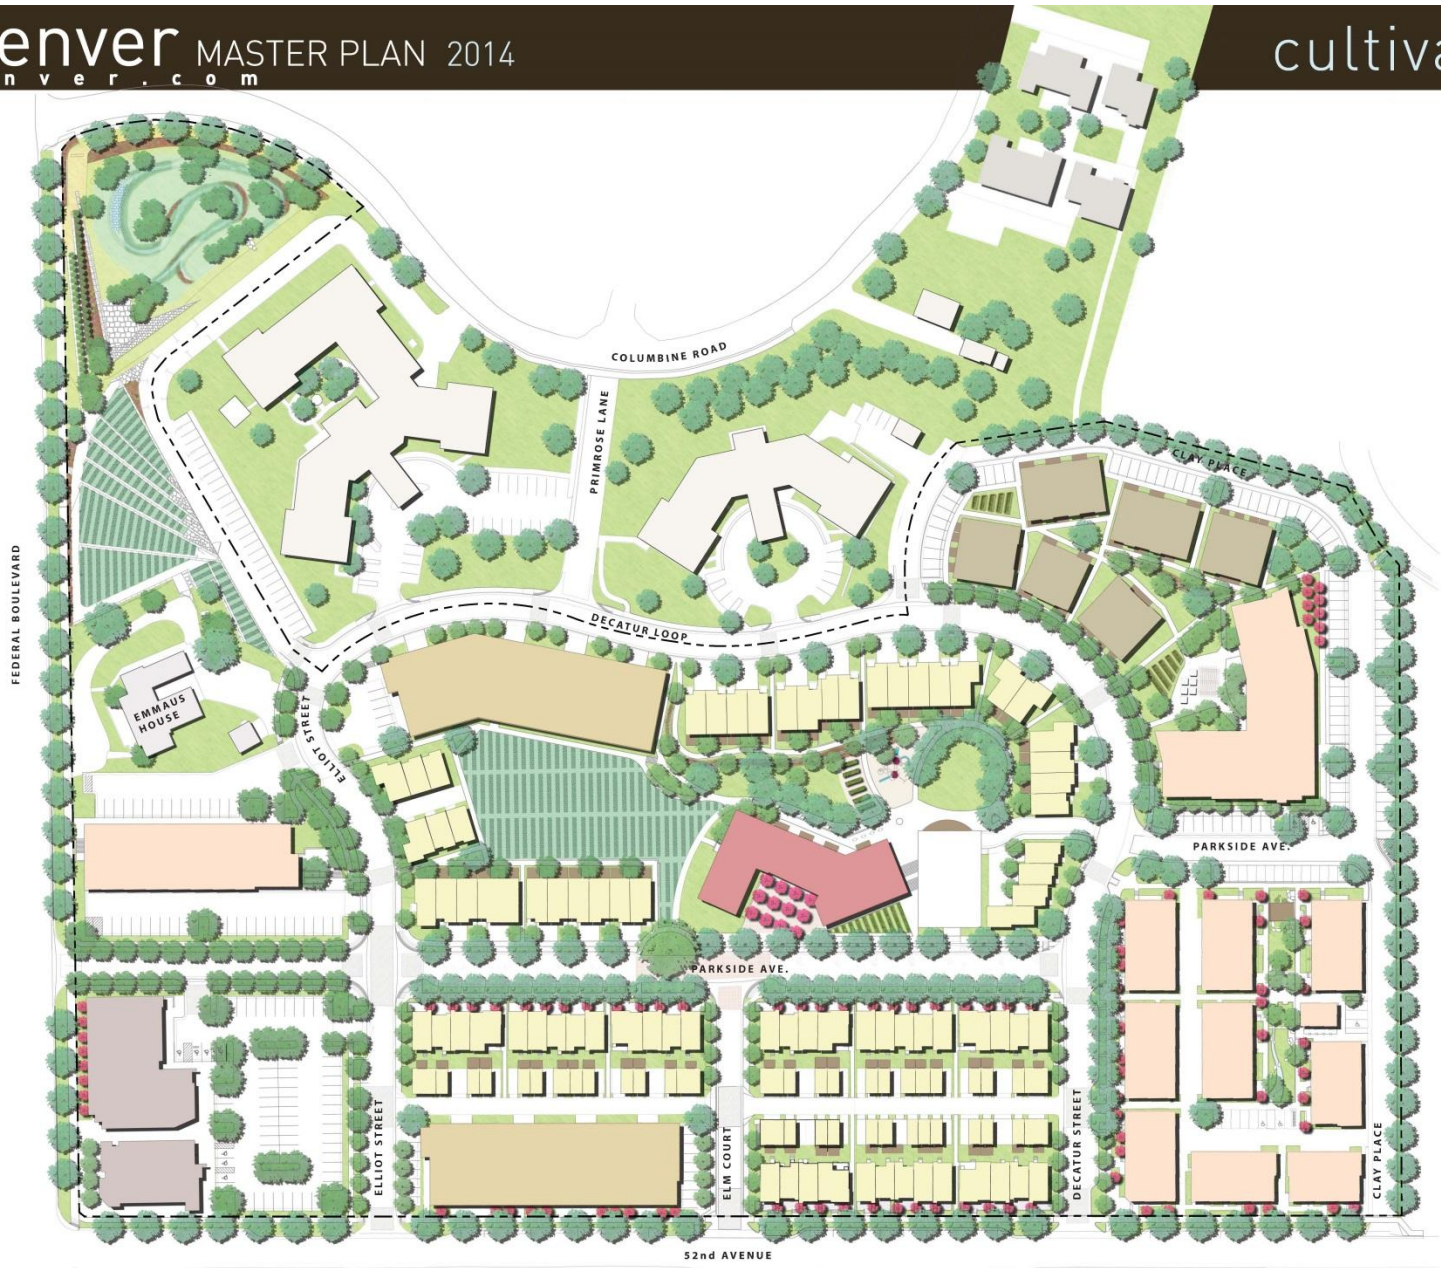 enver MASTER PLAN 2014
nver.com
cultiva
COLUMBINE ROAD
PRIMROSE LANE
CLAY PLACE
FEDERAL BOULEVARD
DECATUR LOOP
EMMAUS
HOUSE
ELLIOT STREET
PARKSIDE AVE.
PARKSIDE AVE.
ELLIOT STREET
ELM COURT
DECATUR STREET
CLAY PLACE
52nd AVENUE